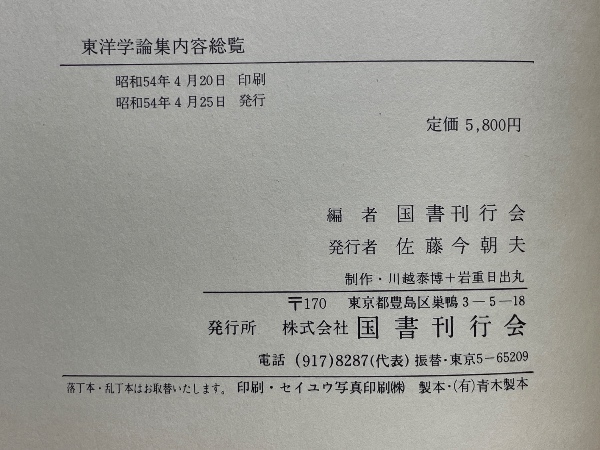 東洋学論集内容総覧
昭和54年4月20日 印刷
昭和54年4月25日 発行
定価 5,800円
編者 国書刊行会
発行者 佐藤今朝夫
制作・川越泰博+岩重日出丸
〒170 東京都豊島区巣鴨3-5-18
発行所 株式会社 国書刊行会
電話 (917)8287(代表) 振替・東京5-65209
落丁本・乱丁本はお取替いたします。 印刷・セイユウ写真印刷㈱ 製本・(有)青木製本